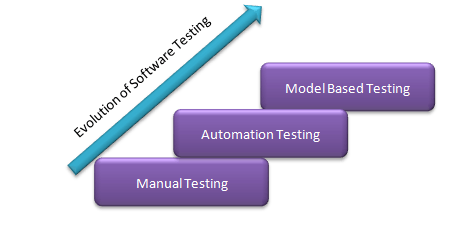 Evolution of Software Testing
Model Based Testing
Automation Testing
Manual Testing